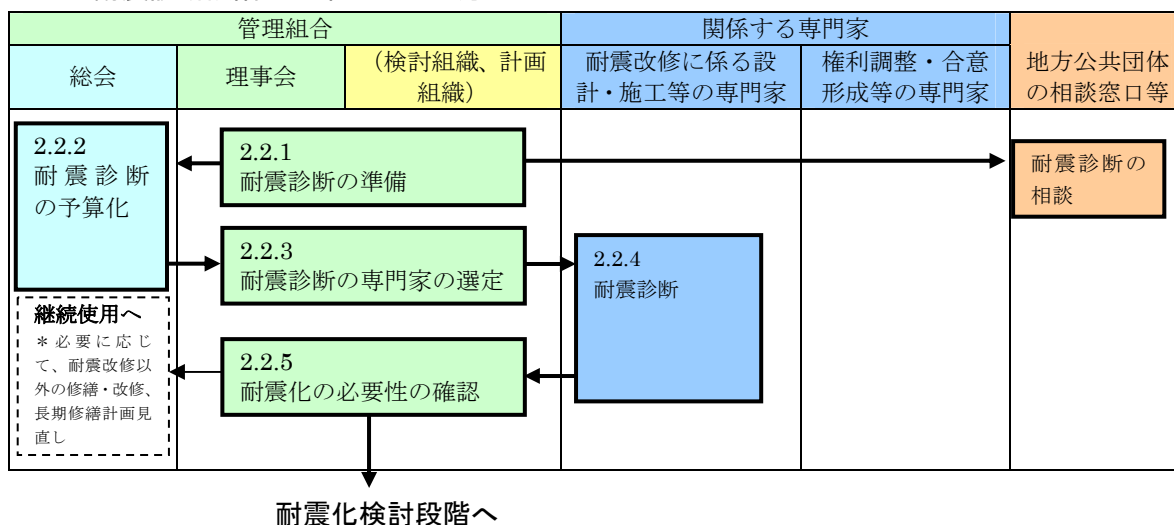 管理組合
関係する専門家
総会
理事会
(検討組織、計画
組織)
耐震改修に係る設
計・施工等の専門家
権利調整・合意
形成等の専門家
地方公共団体
の相談窓口等
2.2.2
耐震診断
の予算化
2.2.1
耐震診断の準備
耐震診断の
相談
2.2.3
耐震診断の専門家の選定
2.2.4
耐震診断
継続使用へ
＊必要に応じ
て、耐震改修以
外の修繕・改修、
長期修繕計画見
直し
2.2.5
耐震化の必要性の確認
耐震化検討段階へ